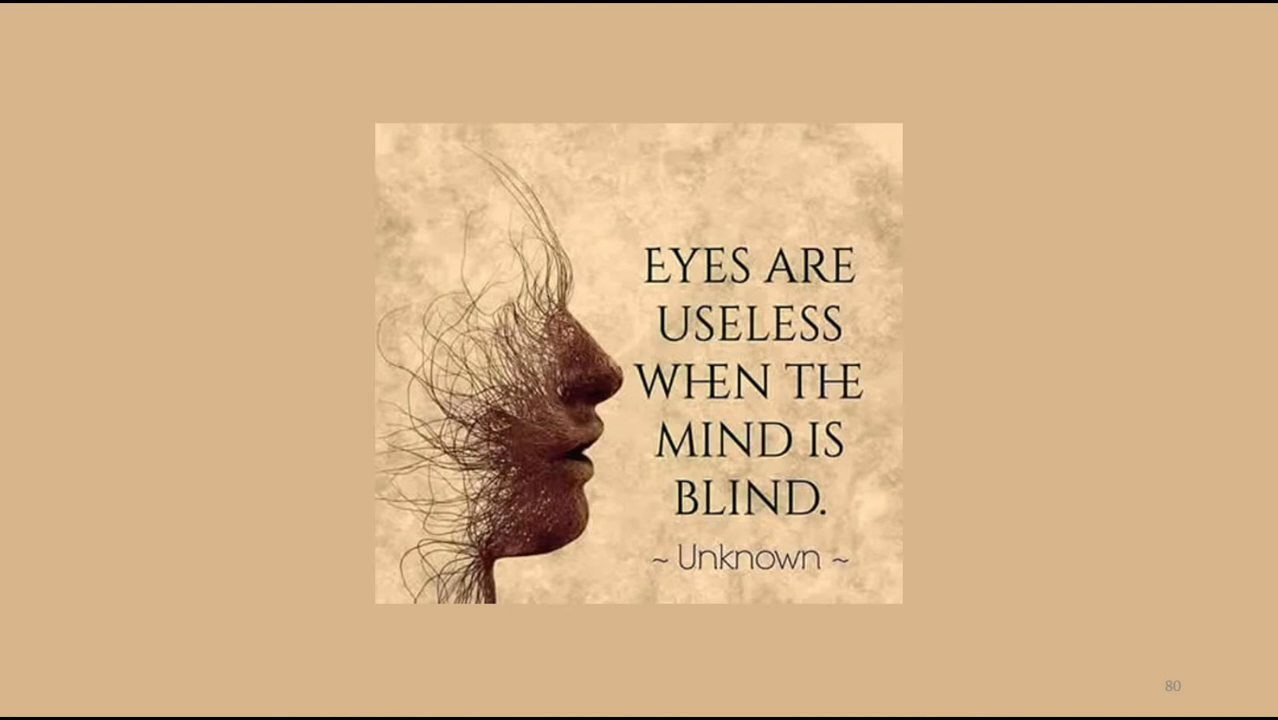 EYES ARE
USELESS
WHEN THE
MIND IS
BLIND.
~ Unknown ~
80